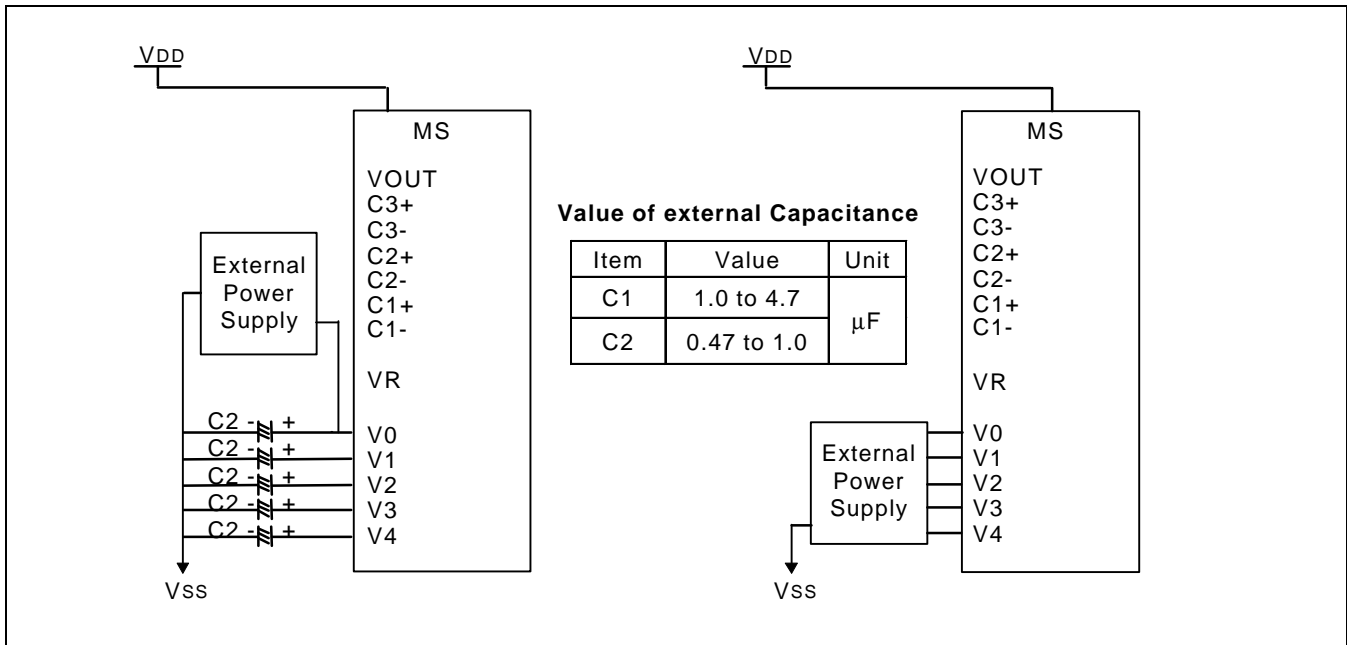 VDD
MS
VOUT
C3+
C3-
C2+
C2-
C1+
C1-
VR
V0
V1
V2
V3
V4
External
Power
Supply
C2 - +
C2 - +
C2 - +
C2 - +
C2 - +
VSS
Value of external Capacitance
Item Value Unit
C1 1.0 to 4.7 μF
C2 0.47 to 1.0
VDD
MS
VOUT
C3+
C3-
C2+
C2-
C1+
C1-
VR
V0
V1
V2
V3
V4
External
Power
Supply
VSS